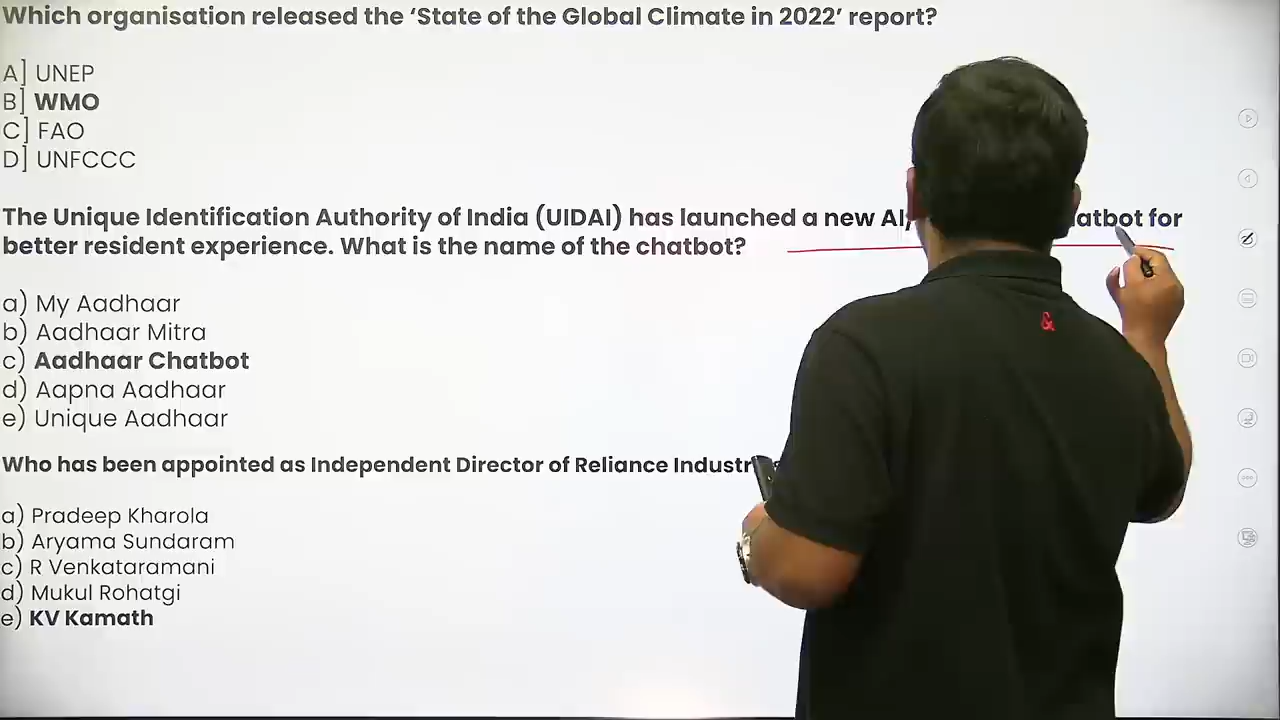 Which organisation released the ‘State of the Global Climate in 2022’ report?
A] UNEP
B] WMO
C] FAO
D] UNFCCC
The Unique Identification Authority of India (UIDAI) has launched a new AI for
better resident experience. What is the name of the chatbot?
a) My Aadhaar
b) Aadhaar Mitra
c) Aadhaar Chatbot
d) Aapna Aadhaar
e) Unique Aadhaar
Who has been appointed as Independent Director of Reliance
a) Pradeep Kharola
b) Aryama Sundaram
c) R Venkataramani
d) Mukul Rohatgi
e) KV Kamath